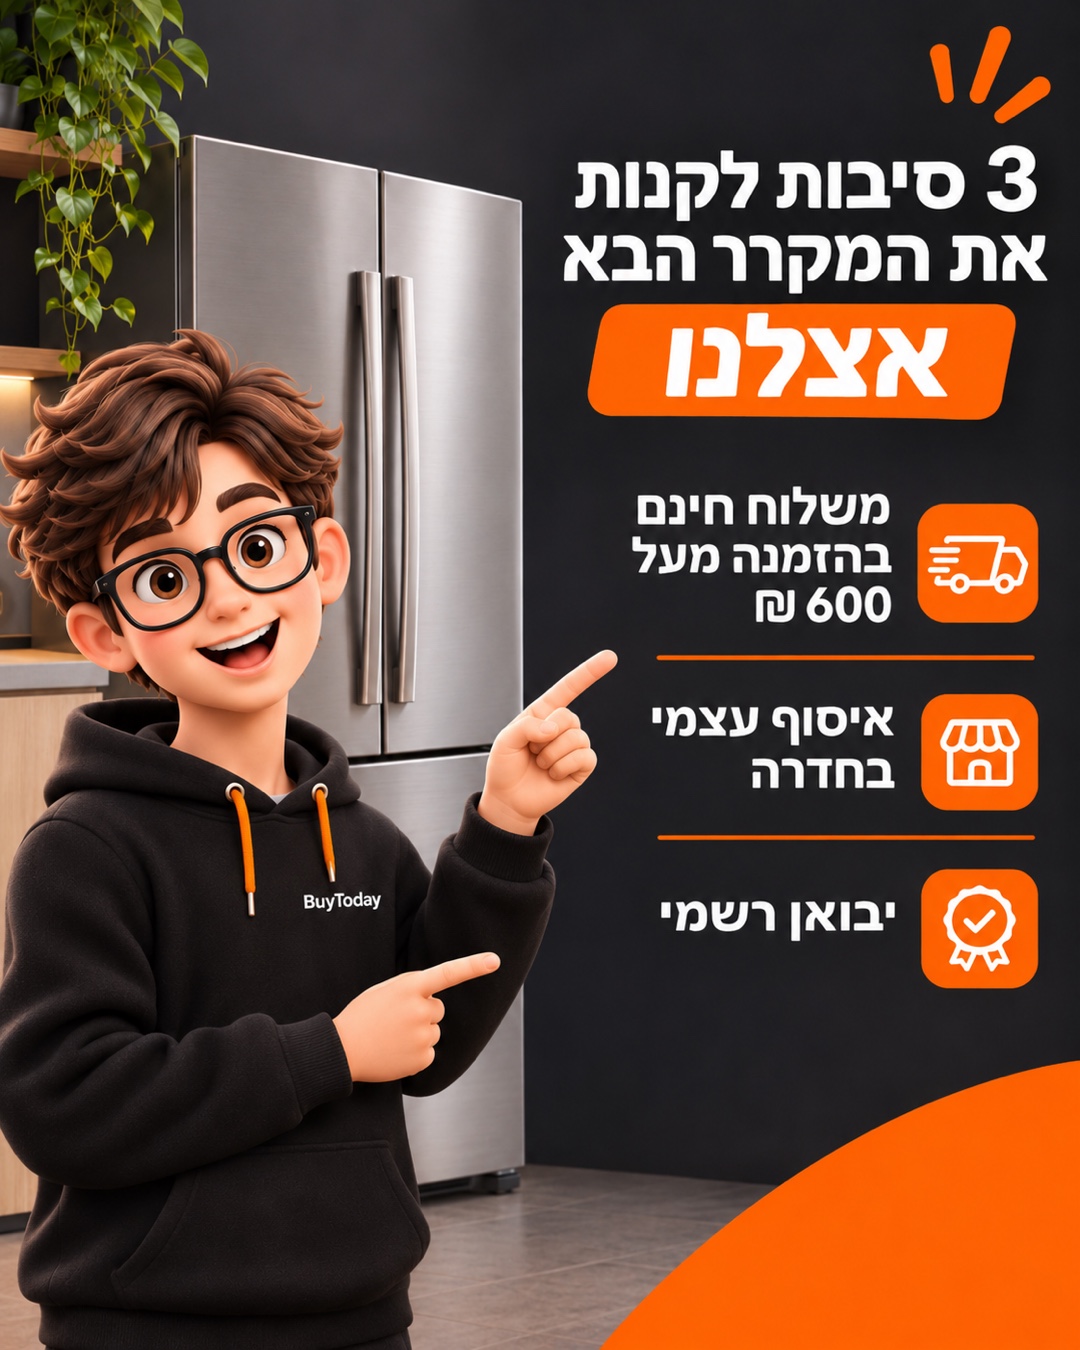 3 סיבות לקנות
את המקרר הבא
אצלנו
משלוח חינם
בהזמנה מעל
600 ₪
איסוף עצמי
בחדרה
יבואן רשמי
BuyToday